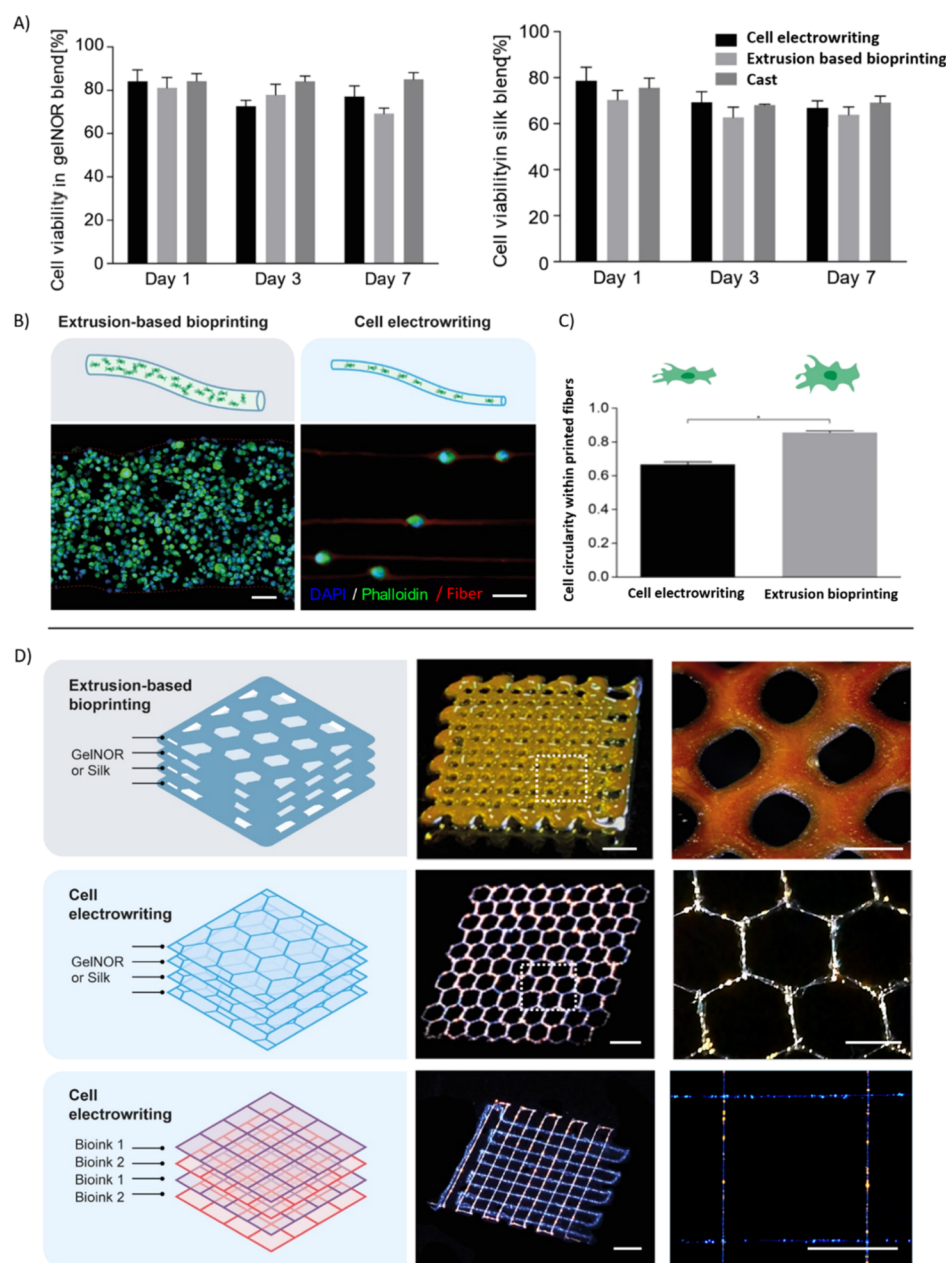 A)
Cell viability in gelNOR blend[%]
100
80
60
40
20
0
Day 1
Day 3
Day 7
Cell viabilityin silk blend[%]
100
80
60
40
20
0
Day 1
Day 3
Day 7
Cell electrowriting
Extrusion based bioprinting
Cast
B)
Extrusion-based bioprinting
Cell electrowriting
DAPI / Phalloidin / Fiber
C)
Cell circularity within printed fibers
1.0
0.8
0.6
0.4
0.2
0.0
*
Cell electrowriting
Extrusion bioprinting
D)
Extrusion-based
bioprinting
GelNOR
or Silk
Cell
electrowriting
GelNOR
or Silk
Cell
electrowriting
Bioink 1
Bioink 2
Bioink 1
Bioink 2